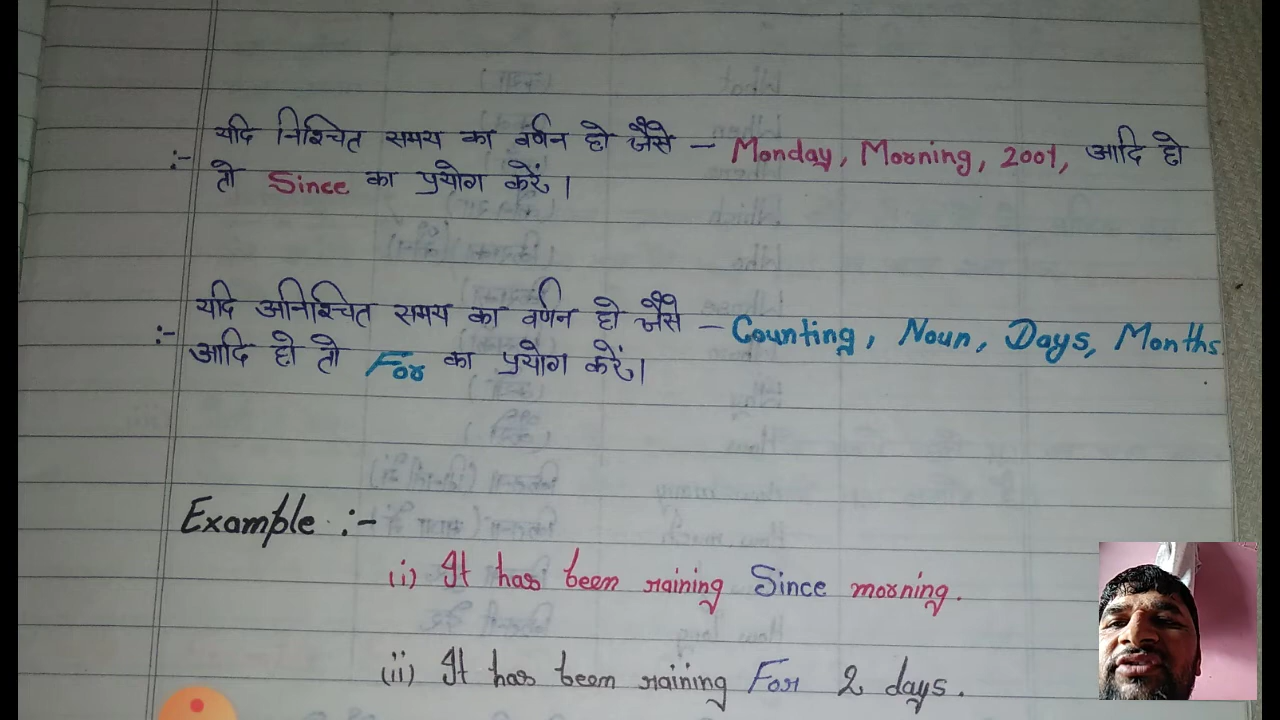 यदि निश्चित समय का वर्णन हो जैसे – Monday, Morning, 2001, आदि हो
:- तो Since का प्रयोग करें।
यदि अनिश्चित समय का वर्णन हो जैसे – Counting, Noun, Days, Months
:- आदि हो तो For का प्रयोग करें।
Example :-
(i) It has been raining Since morning.
(ii) It has been raining For 2 days.